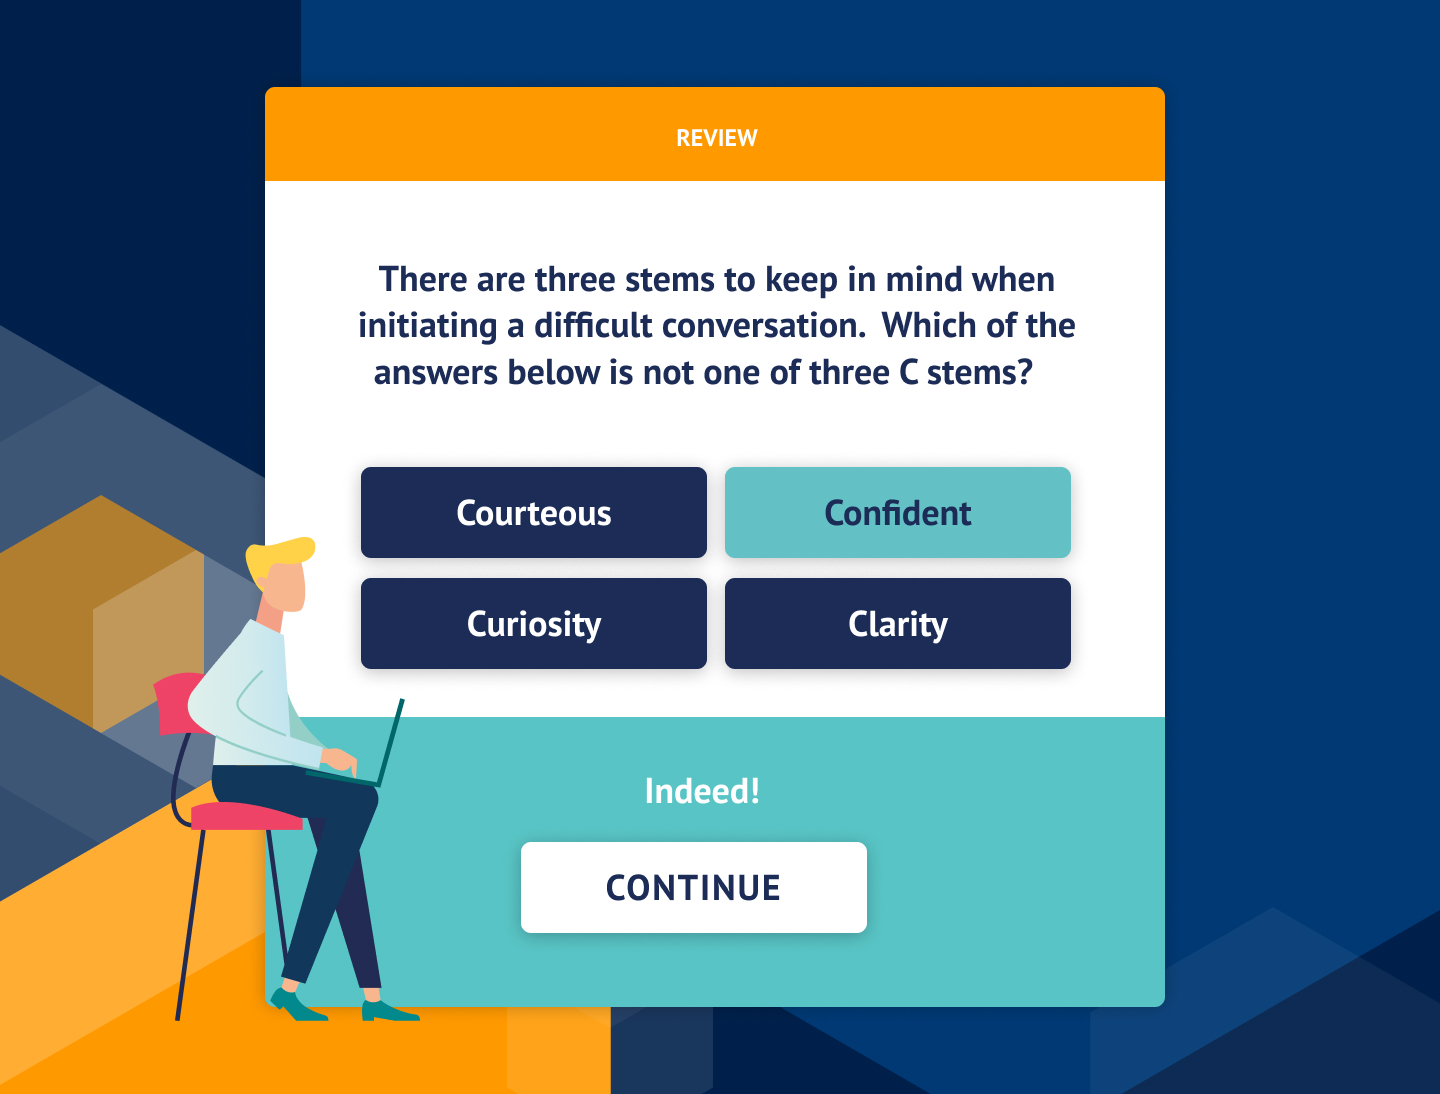 REVIEW
There are three stems to keep in mind when
initiating a difficult conversation.  Which of the
answers below is not one of three C stems?
Courteous
Confident
Curiosity
Clarity
Indeed!
CONTINUE